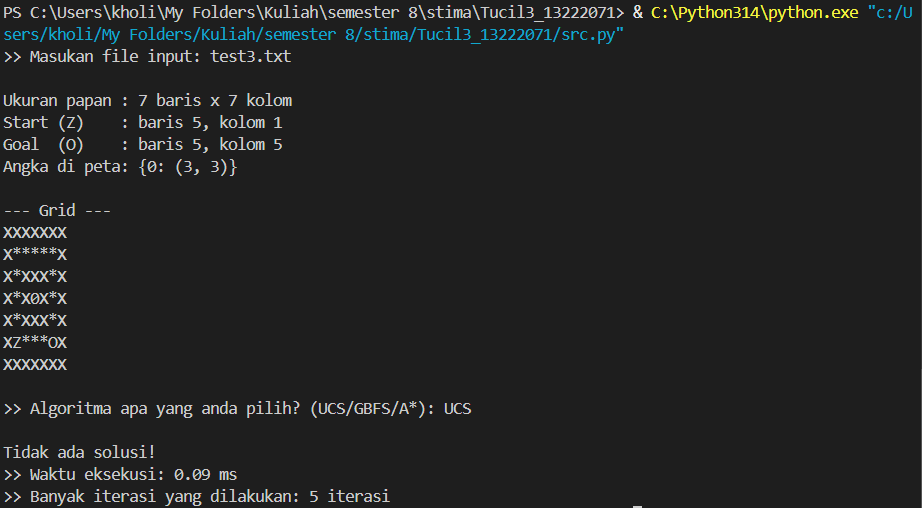 PS C:\Users\kholi\My Folders\Kuliah\semester 8\stima\Tucil3_13222071> & C:\Python314\python.exe "c:/U
sers/kholi/My Folders/Kuliah/semester 8/stima/Tucil3_13222071/src.py"
>> Masukan file input: test3.txt
Ukuran papan : 7 baris x 7 kolom
Start (Z)    : baris 5, kolom 1
Goal  (O)    : baris 5, kolom 5
Angka di peta: {0: (3, 3)}
--- Grid ---
XXXXXXX
X*****X
X*XXX*X
X*X0X*X
X*XXX*X
XZ***OX
XXXXXXX
>> Algoritma apa yang anda pilih? (UCS/GBFS/A*): UCS
Tidak ada solusi!
>> Waktu eksekusi: 0.09 ms
>> Banyak iterasi yang dilakukan: 5 iterasi